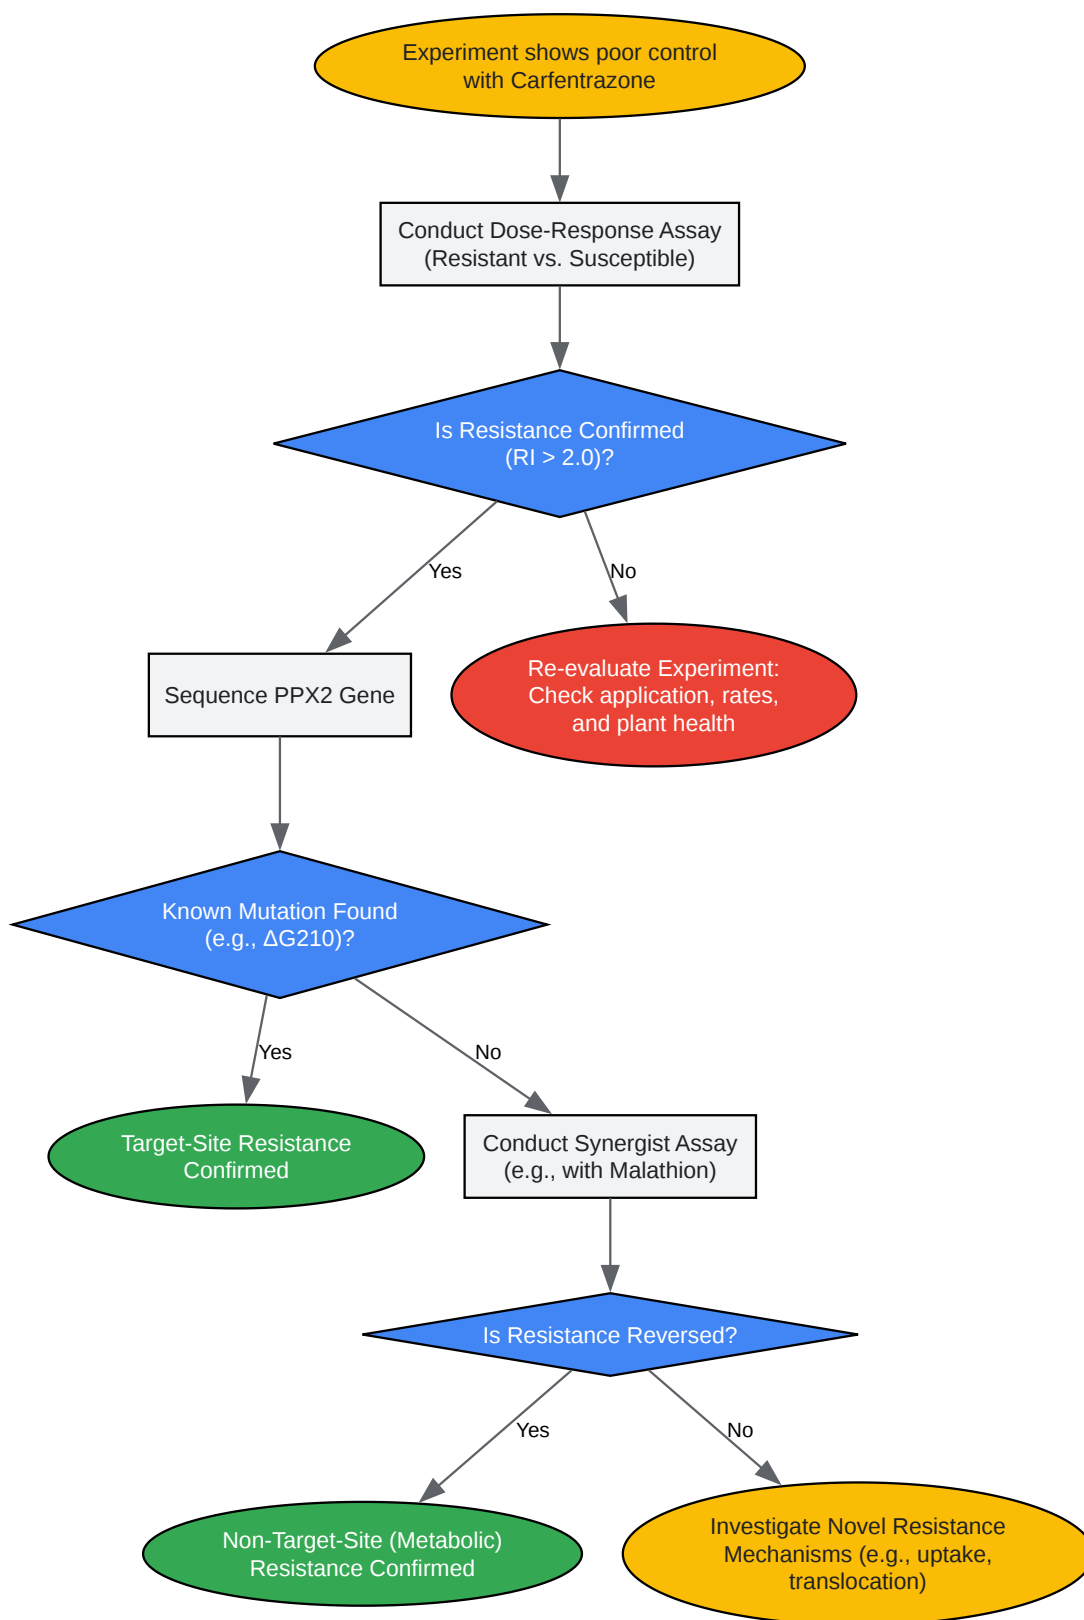 Experiment shows poor control
with Carfentrazone
Conduct Dose-Response Assay
(Resistant vs. Susceptible)
Is Resistance Confirmed
(RI > 2.0)?
Yes
No
Sequence PPX2 Gene
Re-evaluate Experiment:
Check application, rates,
and plant health
Known Mutation Found
(e.g., ΔG210)?
Yes
No
Target-Site Resistance
Confirmed
Conduct Synergist Assay
(e.g., with Malathion)
Is Resistance Reversed?
Yes
No
Non-Target-Site (Metabolic)
Resistance Confirmed
Investigate Novel Resistance
Mechanisms (e.g., uptake,
translocation)